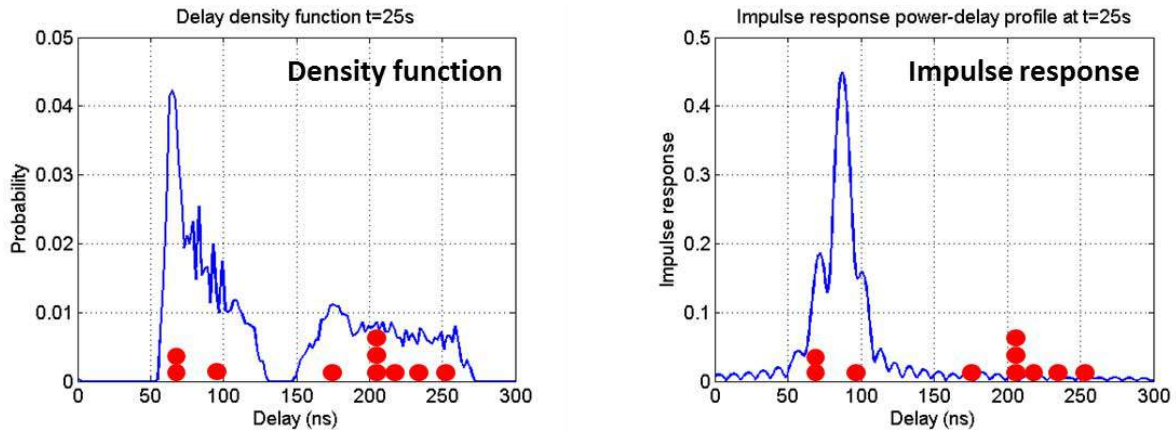 Delay density function t=25s
Density function
0.05
0.04
0.03
0.02
0.01
0
Probability
0 50 100 150 200 250 300
Delay (ns)
Impulse response power-delay profile at t=25s
Impulse response
0.5
0.4
0.3
0.2
0.1
0
Impulse response
0 50 100 150 200 250 300
Delay (ns)